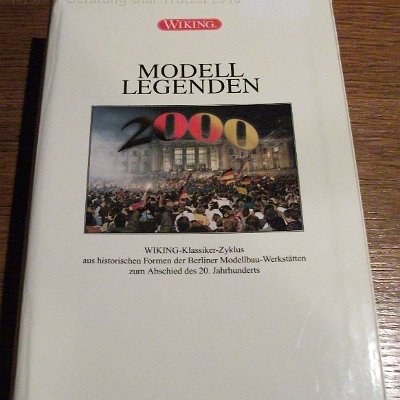 WIKING
MODELL
LEGENDEN
2000
WIKING-Klassiker-Zyklus
aus historischen Formen der Berliner Modellbau-Werkstätten
zum Abschied des 20. Jahrhunderts